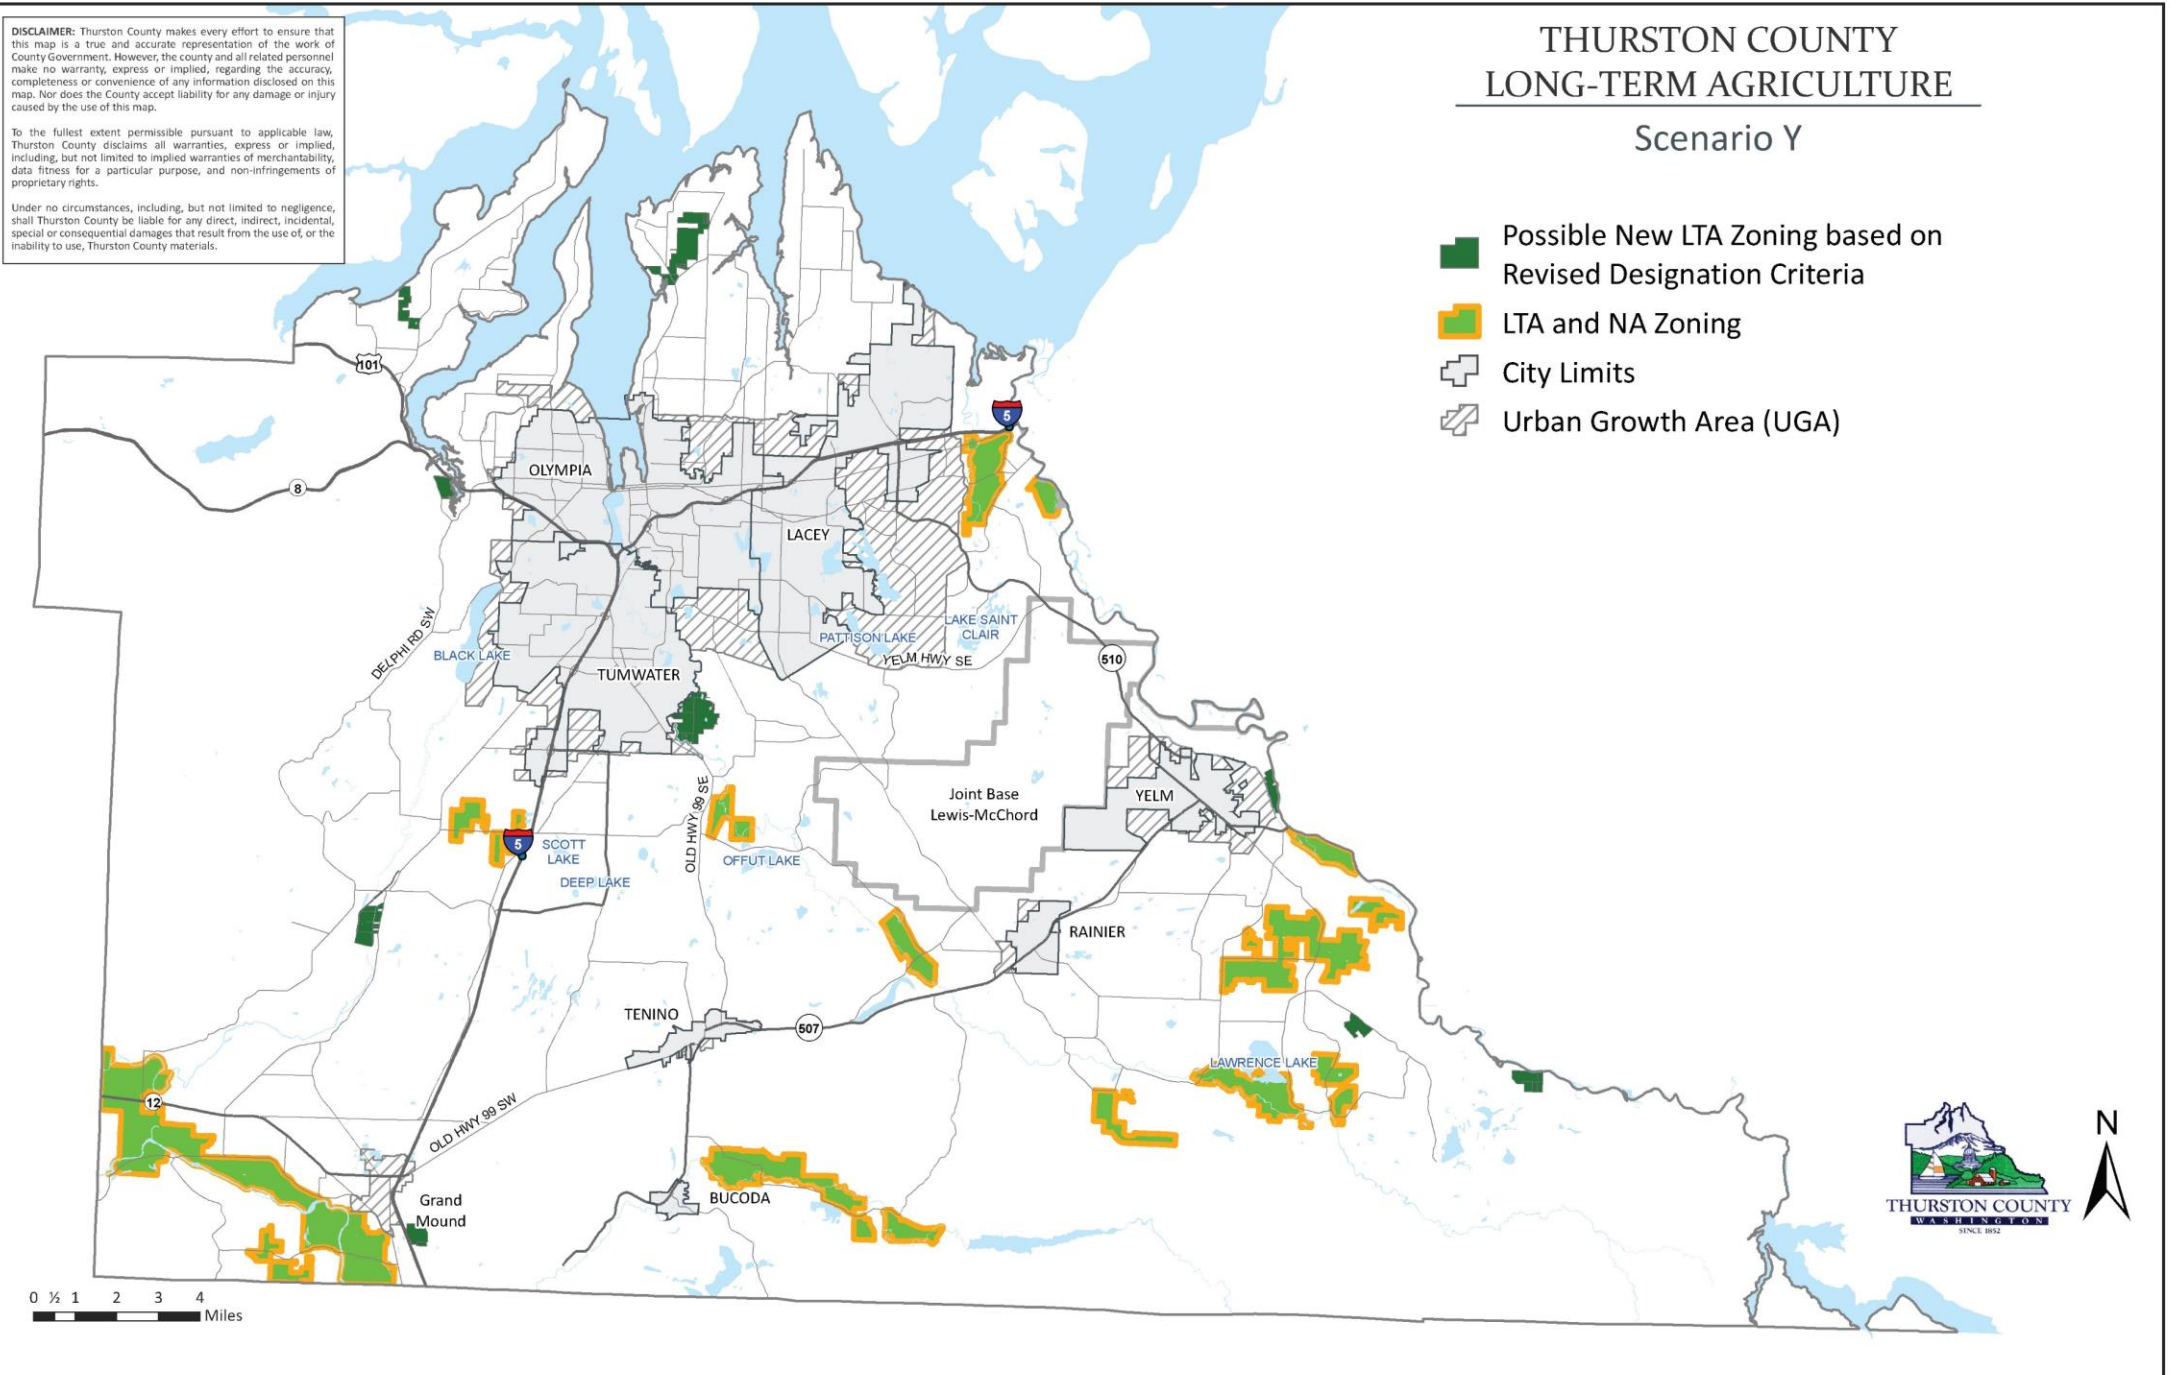 DISCLAIMER: Thurston County makes every effort to ensure that
this map is a true and accurate representation of the work of
County Government. However, the county and all related personnel
make no warranty, express or implied, regarding the accuracy,
completeness or convenience of any information disclosed on this
map. Nor does the County accept liability for any damage or injury
caused by the use of this map.
To the fullest extent permissible pursuant to applicable law,
Thurston County disclaims all warranties, express or implied,
including, but not limited to implied warranties of merchantability,
data fitness for a particular purpose, and non-infringements of
proprietary rights.
Under no circumstances, including, but not limited to negligence,
shall Thurston County be liable for any direct, indirect, incidental,
special or consequential damages that result from the use of, or the
inability to use, Thurston County materials.
THURSTON COUNTY
LONG-TERM AGRICULTURE
Scenario Y
Possible New LTA Zoning based on
Revised Designation Criteria
LTA and NA Zoning
City Limits
Urban Growth Area (UGA)
101
5
OLYMPIA
8
LACEY
DELPHI RD SW
BLACK LAKE
PATTISON LAKE
LAKE SAINT
CLAIR
YELM HWY SE
510
TUMWATER
OLD HWY 99 SE
Joint Base
Lewis-McChord
YELM
5
SCOTT
LAKE
OFFUT LAKE
DEEP LAKE
RAINIER
TENINO
507
LAWRENCE LAKE
12
OLD HWY 99 SW
Grand
Mound
BUCODA
THURSTON COUNTY
WASHINGTON
SINCE 1852
N
0 ½ 1 2 3 4
Miles